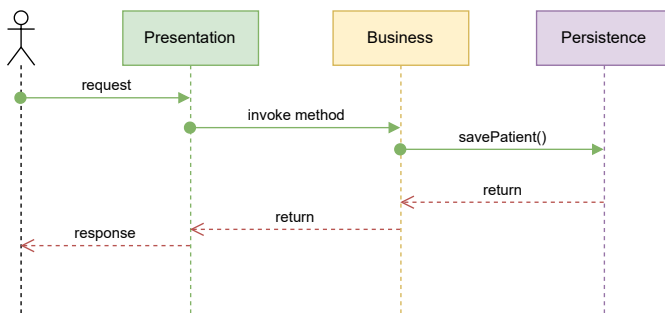 Presentation
Business
Persistence
request
invoke method
savePatient()
return
return
response